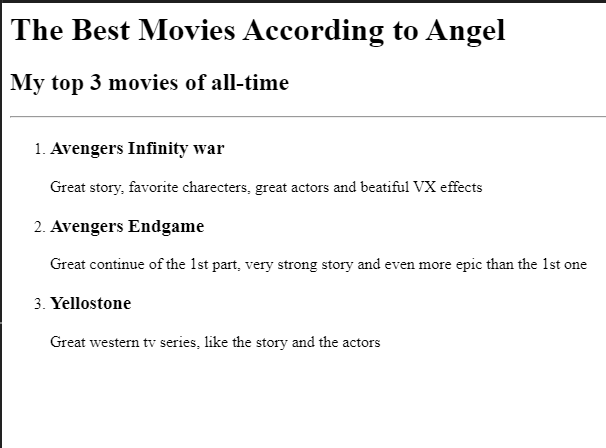 The Best Movies According to Angel
My top 3 movies of all-time
1. Avengers Infinity war
Great story, favorite charecters, great actors and beatiful VX effects
2. Avengers Endgame
Great continue of the 1st part, very strong story and even more epic than the 1st one
3. Yellostone
Great western tv series, like the story and the actors